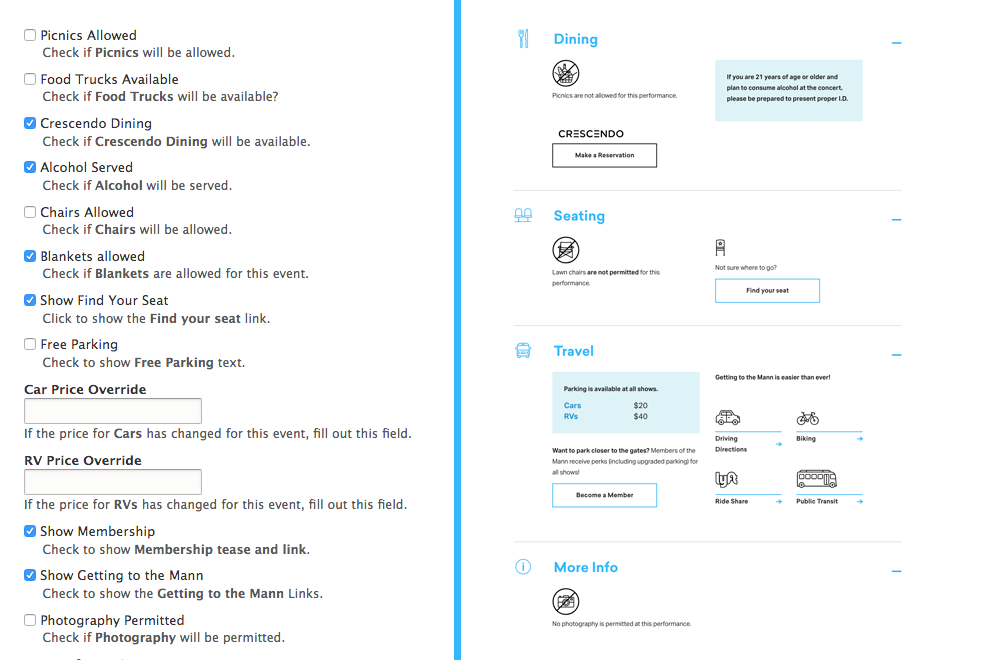 Picnics Allowed
Check if Picnics will be allowed.
Food Trucks Available
Check if Food Trucks will be available?
Crescendo Dining
Check if Crescendo Dining will be available.
Alcohol Served
Check if Alcohol will be served.
Chairs Allowed
Check if Chairs will be allowed.
Blankets allowed
Check if Blankets are allowed for this event.
Show Find Your Seat
Click to show the Find your seat link.
Free Parking
Check to show Free Parking text.
Car Price Override
If the price for Cars has changed for this event, fill out this field.
RV Price Override
If the price for RVs has changed for this event, fill out this field.
Show Membership
Check to show Membership tease and link.
Show Getting to the Mann
Check to show the Getting to the Mann Links.
Photography Permitted
Check if Photography will be permitted.
Dining
Picnics are not allowed for this performance.
If you are 21 years of age or older and
plan to consume alcohol at the concert,
please be prepared to present proper I.D.
CRESCENDO
Make a Reservation
Seating
Lawn chairs are not permitted for this
performance.
Not sure where to go?
Find your seat
Travel
Parking is available at all shows.
Cars $20
RVs $40
Want to park closer to the gates? Members of the
Mann receive perks (including upgraded parking) for
all shows!
Become a Member
Getting to the Mann is easier than ever!
Driving
Directions
Biking
Ride Share
Public Transit
More Info
No photography is permitted at this performance.